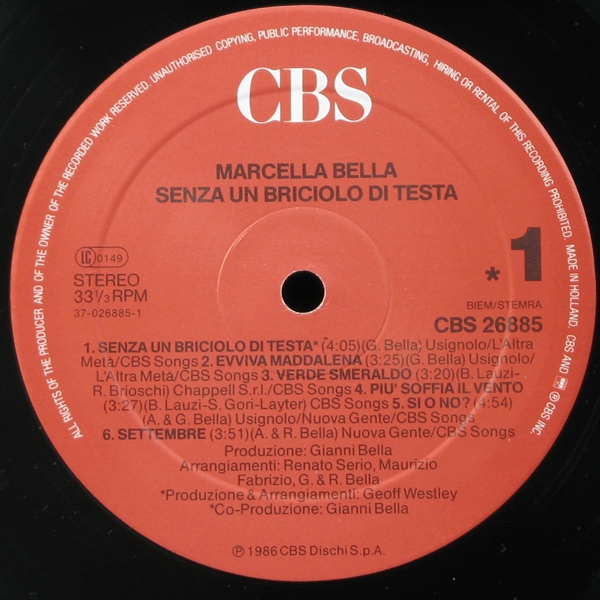 ALL RIGHTS OF THE PRODUCER AND OF THE OWNER OF THE RECORDED WORK RESERVED. UNAUTHORISED COPYING, PUBLIC PERFORMANCE, BROADCASTING, HIRING OR RENTAL OF THIS RECORDING PROHIBITED. MADE IN HOLLAND. CBS AND ® CBS INC.
CBS
MARCELLA BELLA
SENZA UN BRICIOLO DI TESTA
LC 0149
STEREO
33⅓ RPM
37-026885-1
* 1
BIEM/STEMRA
CBS 26885
1. SENZA UN BRICIOLO DI TESTA* (4:05)(G. Bella) Usignolo/L'Altra
Metà/CBS Songs 2. EVVIVA MADDALENA (3:25)(G. Bella) Usignolo/
L'Altra Metà/CBS Songs 3. VERDE SMERALDO (3:20)(B. Lauzi-
R. Brioschi) Chappell S.r.l./CBS Songs 4. PIU' SOFFIA IL VENTO
(3:27)(B. Lauzi-S. Gori-Layter) CBS Songs 5. SI O NO? (4:54)
(A. & G. Bella) Usignolo/Nuova Gente/CBS Songs
6. SETTEMBRE (3:51)(A. & R. Bella) Nuova Gente/CBS Songs
Produzione: Gianni Bella
Arrangiamenti: Renato Serio, Maurizio
Fabrizio, G. & R. Bella
*Produzione & Arrangiamenti: Geoff Westley
*Co-Produzione: Gianni Bella
℗ 1986 CBS Dischi S.p.A.